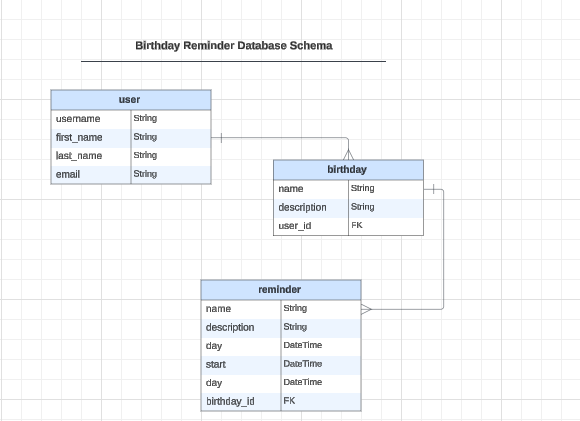 Birthday Reminder Database Schema
user
username String
first_name String
last_name String
email String
birthday
name String
description String
user_id FK
reminder
name String
description String
day DateTime
start DateTime
day DateTime
birthday_id FK